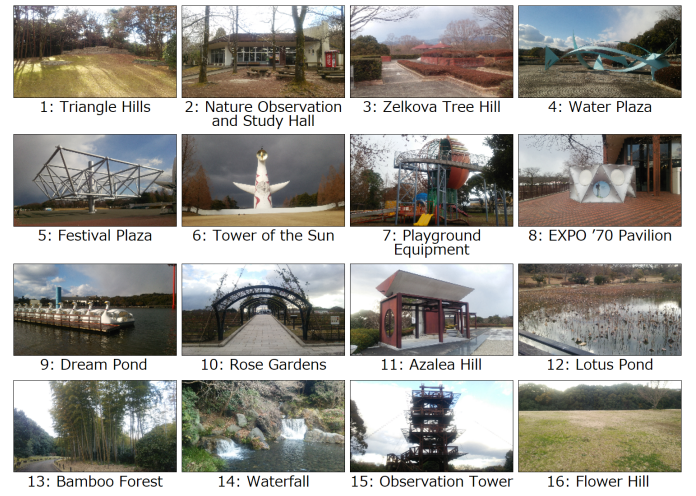 1: Triangle Hills
2: Nature Observation
and Study Hall
3: Zelkova Tree Hill
4: Water Plaza
5: Festival Plaza
6: Tower of the Sun
7: Playground
Equipment
8: EXPO ’70 Pavilion
9: Dream Pond
10: Rose Gardens
11: Azalea Hill
12: Lotus Pond
13: Bamboo Forest
14: Waterfall
15: Observation Tower
16: Flower Hill